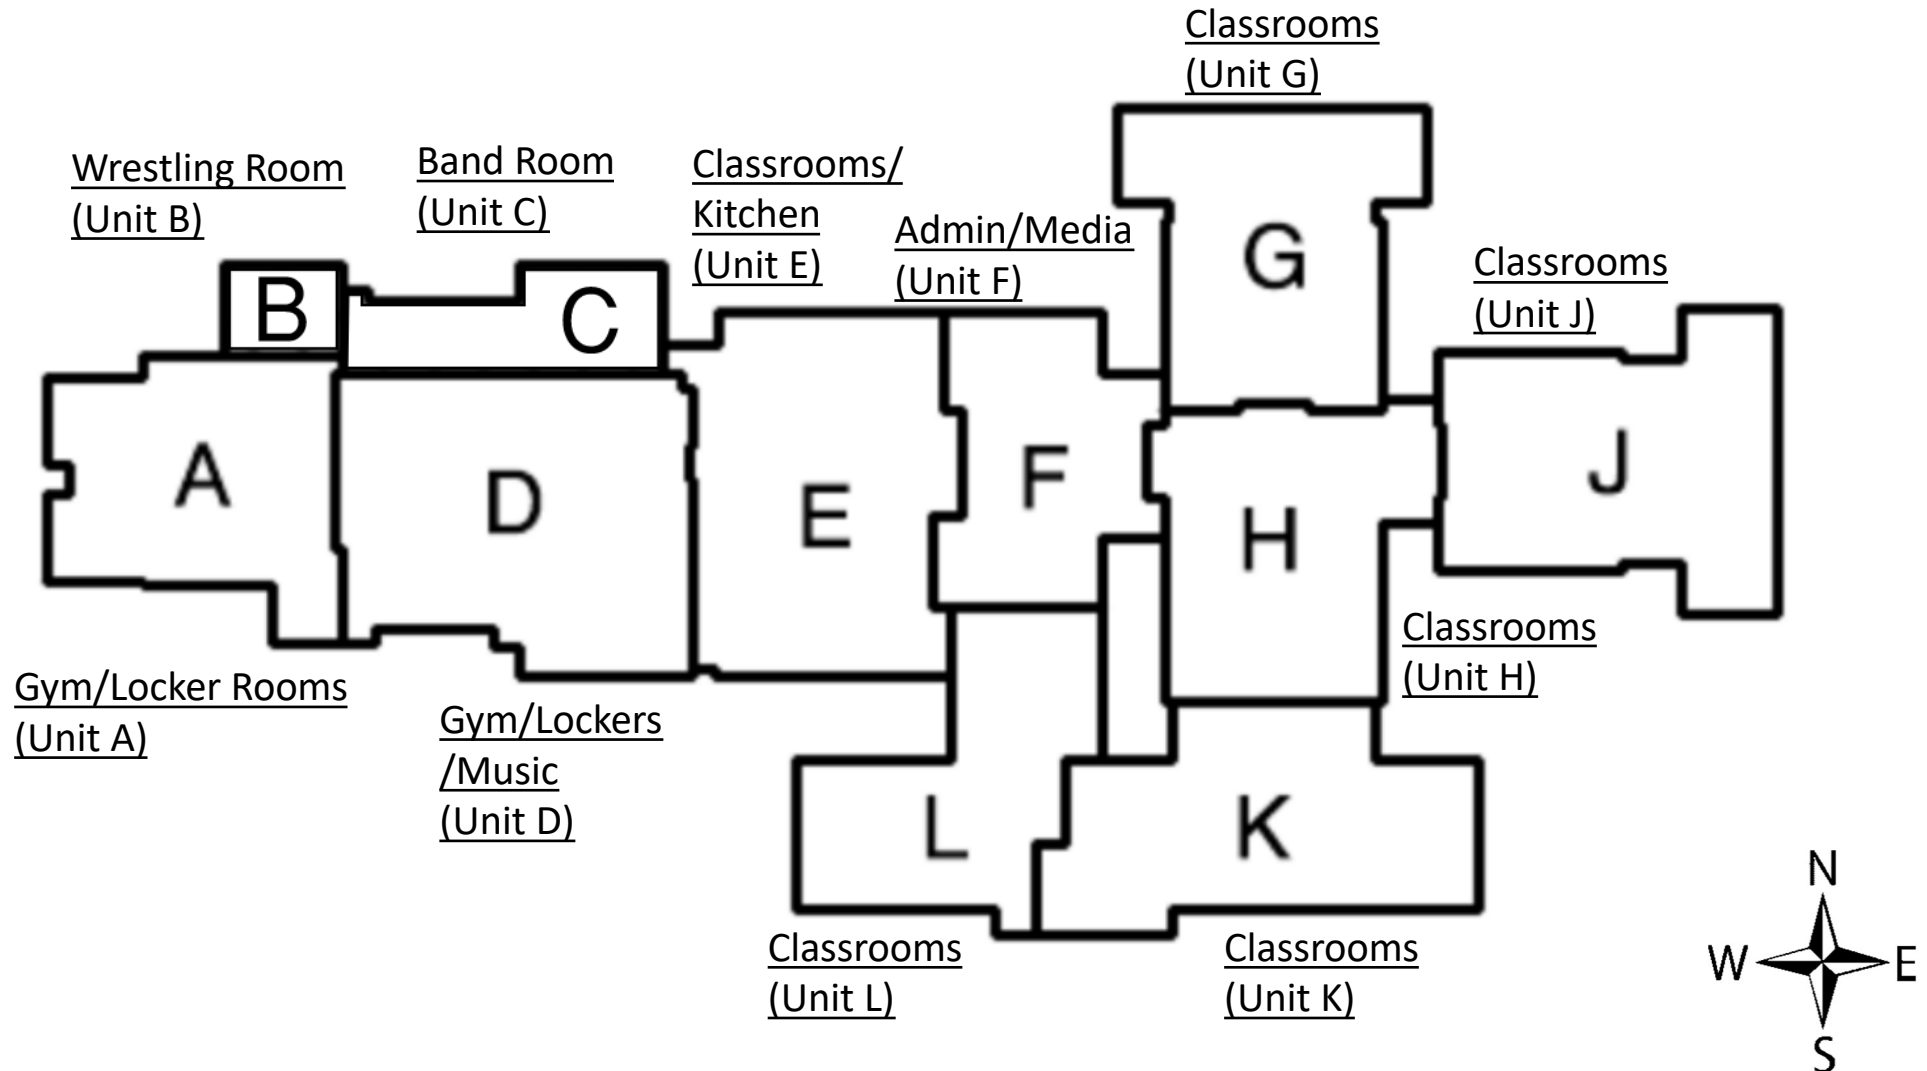 Classrooms
(Unit G)
Wrestling Room
(Unit B)
Band Room
(Unit C)
Classrooms/
Kitchen
(Unit E)
Admin/Media
(Unit F)
Classrooms
(Unit J)
G
B
C
A
D
E
F
H
J
Gym/Locker Rooms
(Unit A)
Gym/Lockers
/Music
(Unit D)
Classrooms
(Unit H)
L
K
Classrooms
(Unit L)
Classrooms
(Unit K)
N
W E
S